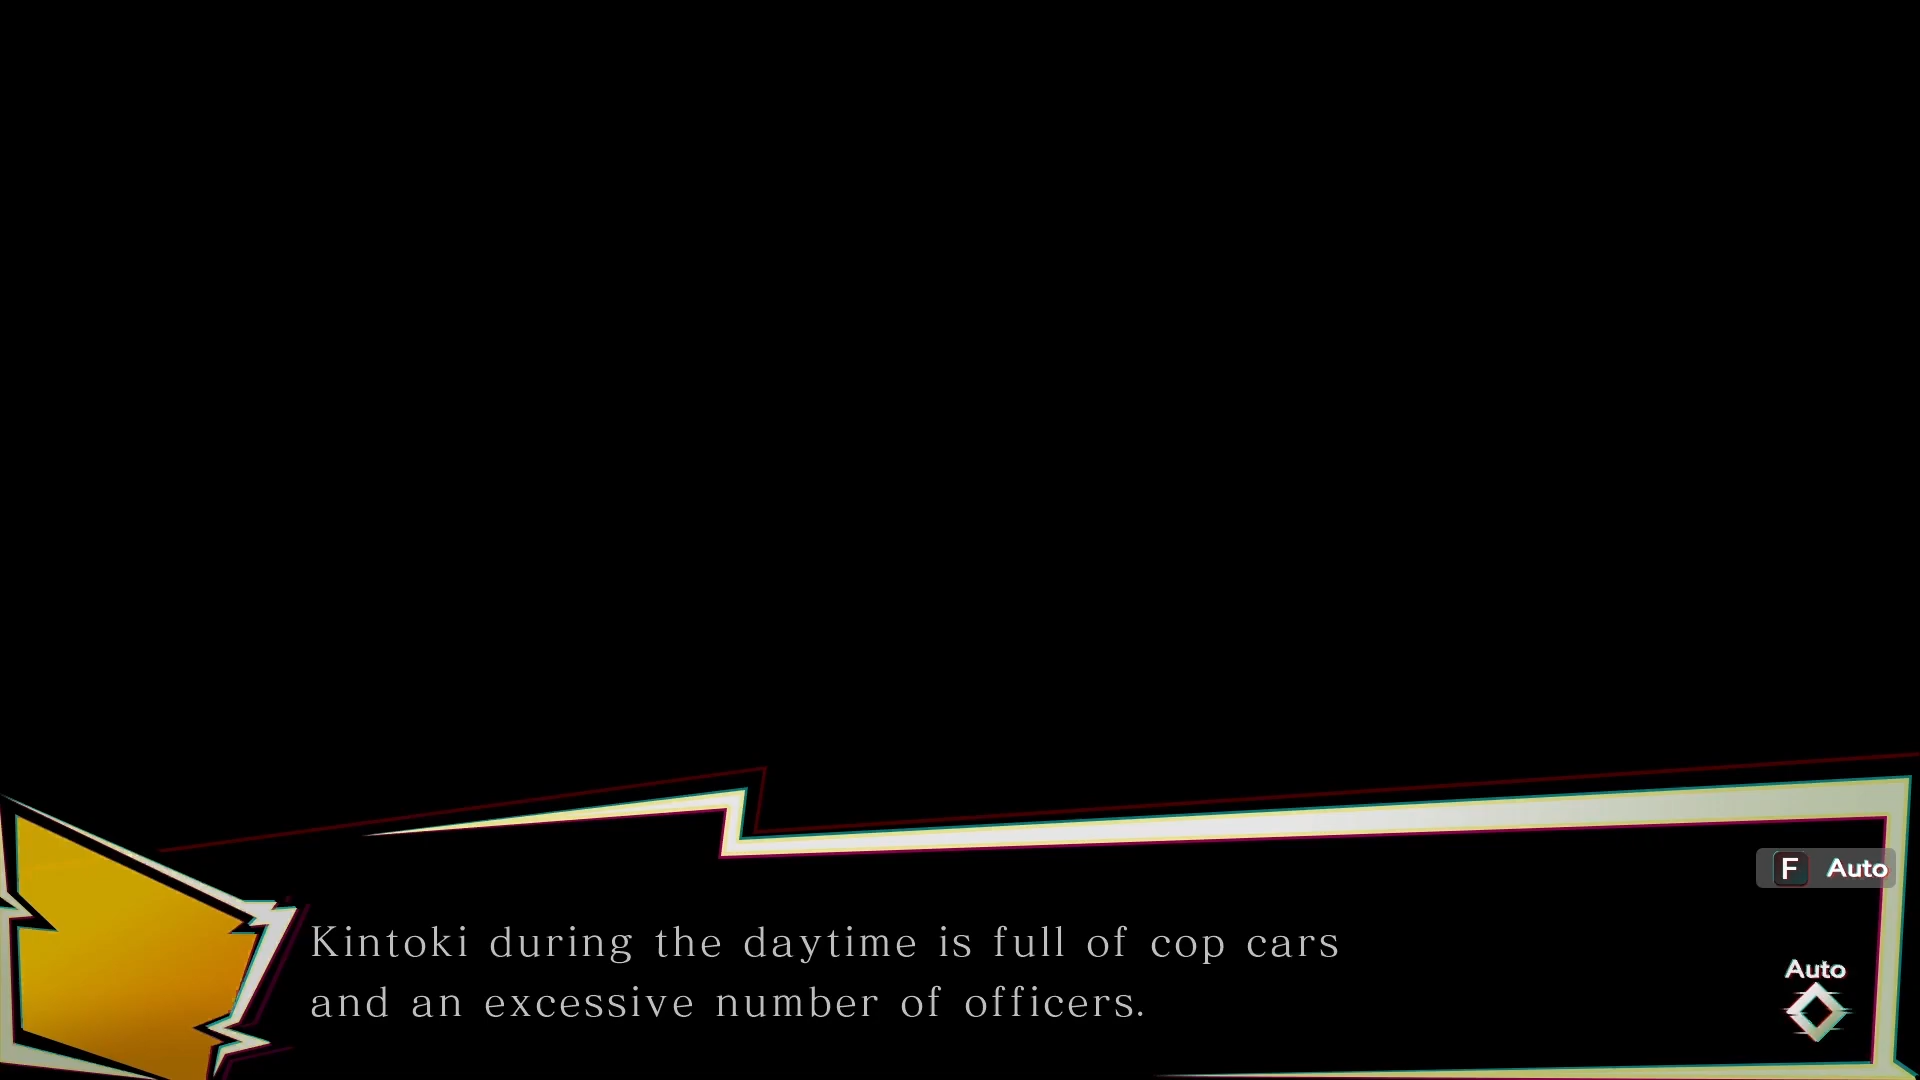 F Auto
Kintoki during the daytime is full of cop cars
and an excessive number of officers.
Auto